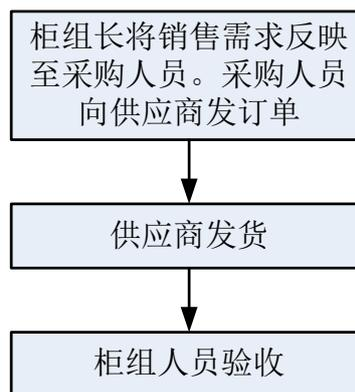 柜组长将销售需求反映
至采购人员。采购人员
向供应商发订单
供应商发货
柜组人员验收